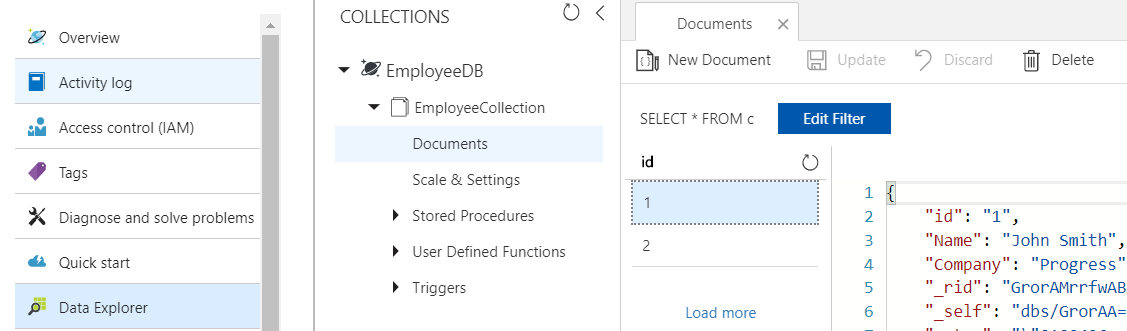 Overview
Activity log
Access control (IAM)
Tags
Diagnose and solve problems
Quick start
Data Explorer
COLLECTIONS
EmployeeDB
EmployeeCollection
Documents
Scale & Settings
Stored Procedures
User Defined Functions
Triggers
Documents
New Document Update Discard Delete
SELECT * FROM c Edit Filter
id
1
2
Load more
1 {
2 "id": "1",
3 "Name": "John Smith",
4 "Company": "Progress"
5 "_rid": "GrorAMrrfwAB
6 "_self": "dbs/GrorAA=